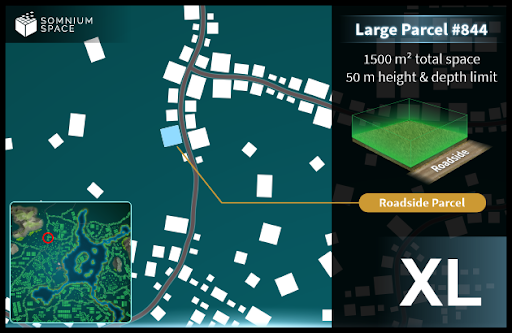 SOMNIUM
SPACE
Large Parcel #844
1500 m² total space
50 m height & depth limit
Roadside
Roadside Parcel
XL